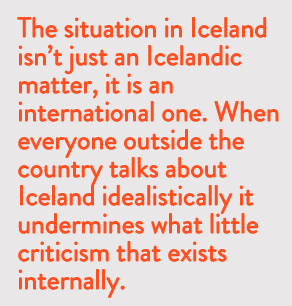 The situation in Iceland
isn’t just an Icelandic
matter, it is an
international one. When
everyone outside the
country talks about
Iceland idealistically it
undermines what little
criticism that exists
internally.